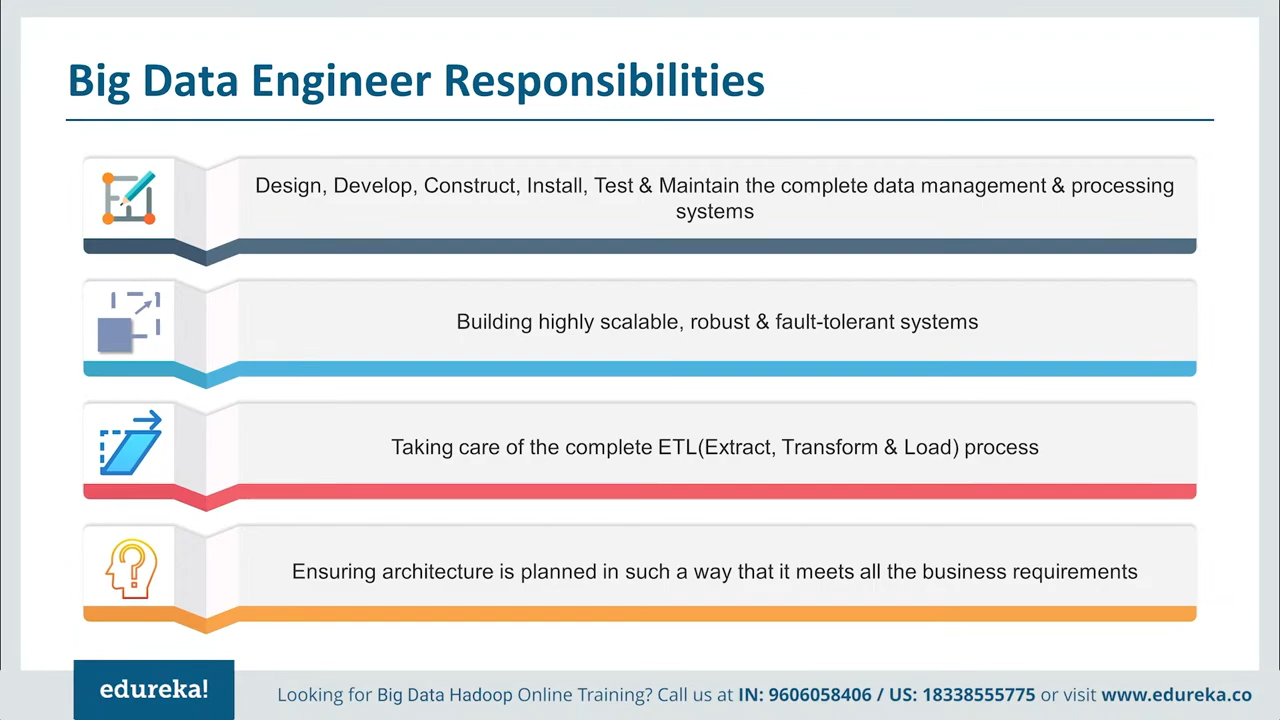 Big Data Engineer Responsibilities
Design, Develop, Construct, Install, Test & Maintain the complete data management & processing
systems
Building highly scalable, robust & fault-tolerant systems
Taking care of the complete ETL(Extract, Transform & Load) process
Ensuring architecture is planned in such a way that it meets all the business requirements
edureka!
Looking for Big Data Hadoop Online Training? Call us at IN: 9606058406 / US: 18338555775 or visit www.edureka.co